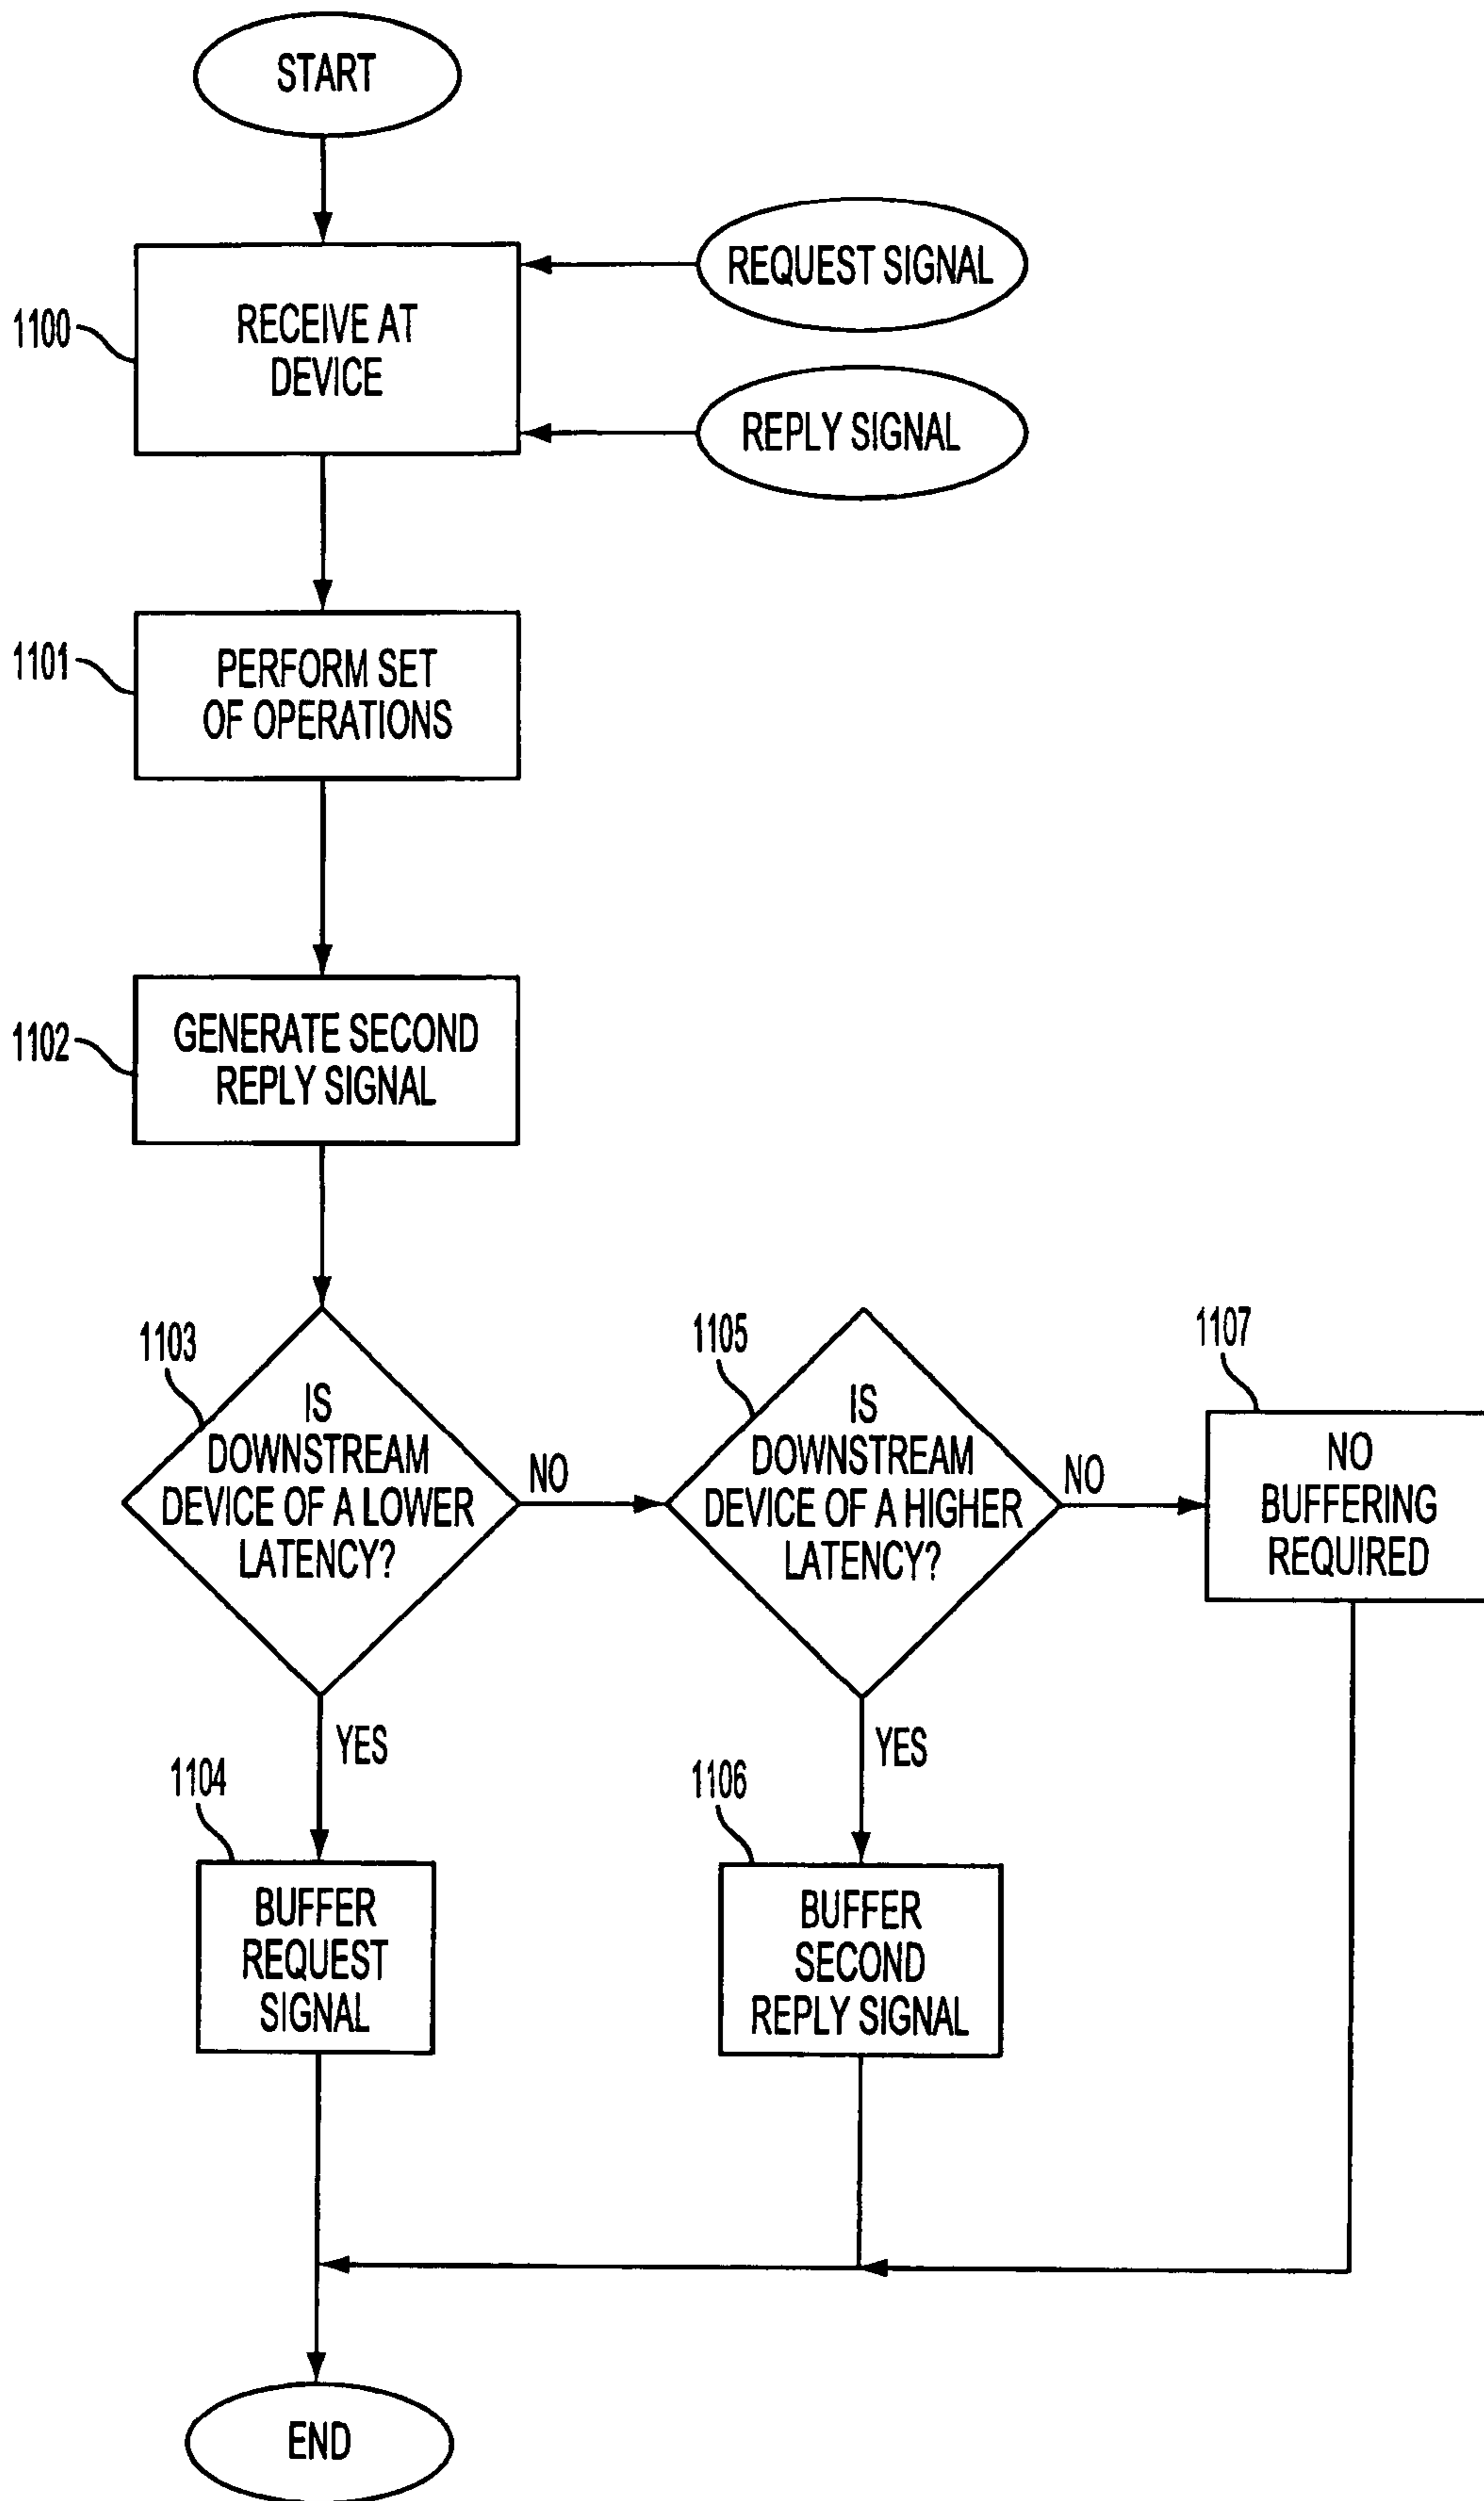 START
REQUEST SIGNAL
1100
RECEIVE AT
DEVICE
REPLY SIGNAL
1101
PERFORM SET
OF OPERATIONS
1102
GENERATE SECOND
REPLY SIGNAL
1103
IS
DOWNSTREAM
DEVICE OF A LOWER
LATENCY?
NO
YES
1105
IS
DOWNSTREAM
DEVICE OF A HIGHER
LATENCY?
NO
YES
1107
NO
BUFFERING
REQUIRED
1104
BUFFER
REQUEST
SIGNAL
1106
BUFFER
SECOND
REPLY SIGNAL
END